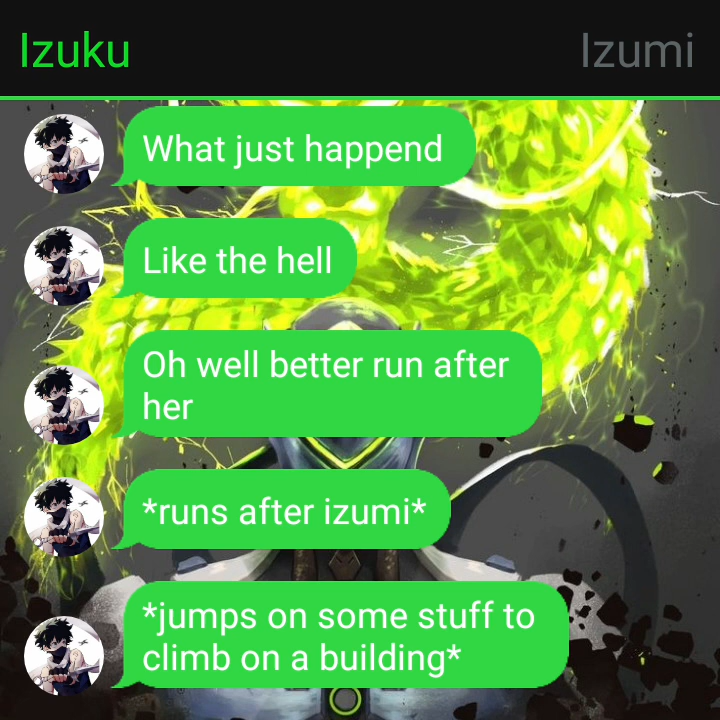 Izuku
Izumi
What just happend
Like the hell
Oh well better run after
her
*runs after izumi*
*jumps on some stuff to
climb on a building*